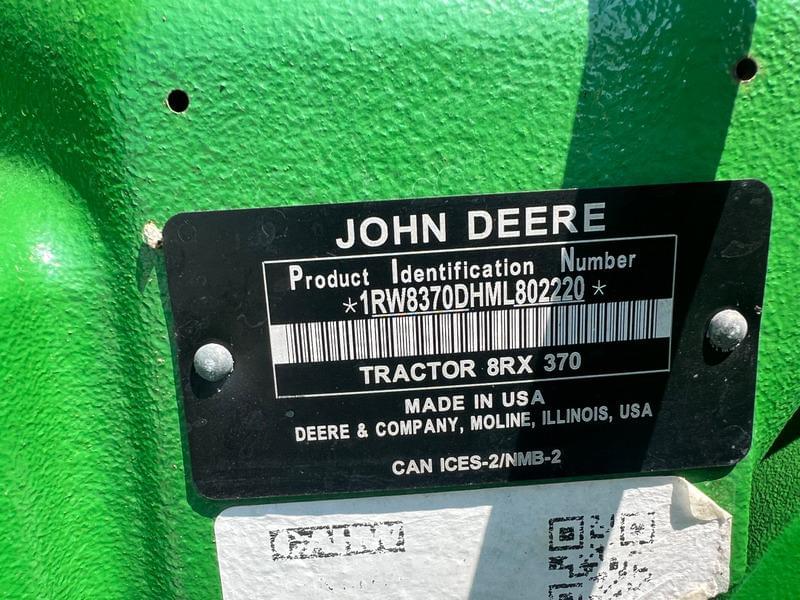 JOHN DEERE
Product Identification Number
*1RW8370DHML802220*
TRACTOR 8RX 370
MADE IN USA
DEERE & COMPANY, MOLINE, ILLINOIS, USA
CAN ICES-2/NMB-2